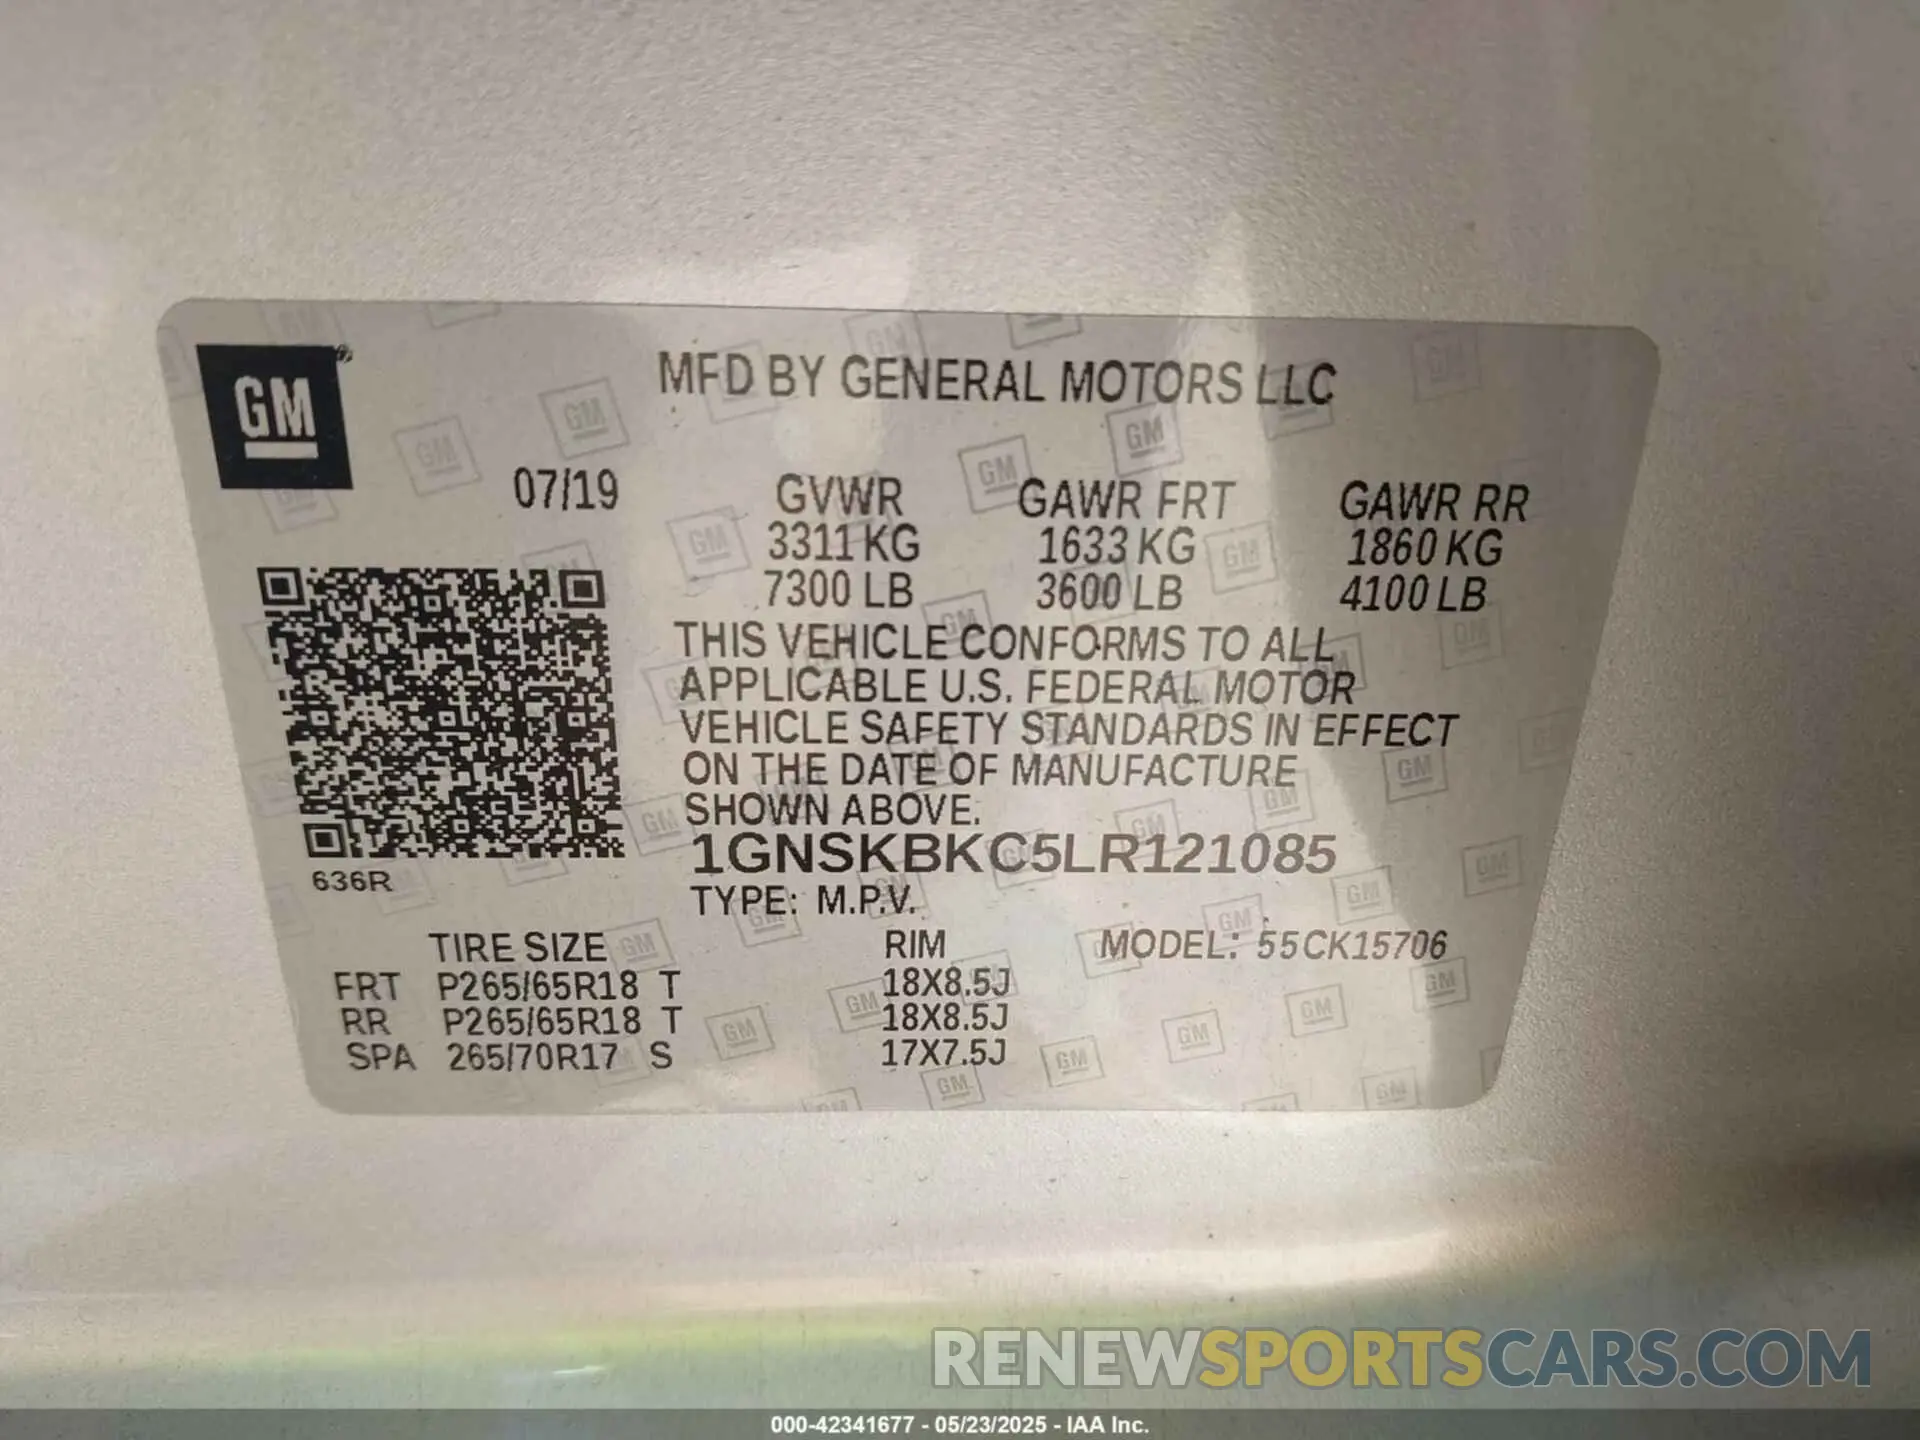 GM
MFD BY GENERAL MOTORS LLC
07/19 GVWR GAWR FRT GAWR RR
3311 KG 1633 KG 1860 KG
7300 LB 3600 LB 4100 LB
THIS VEHICLE CONFORMS TO ALL
APPLICABLE U.S. FEDERAL MOTOR
VEHICLE SAFETY STANDARDS IN EFFECT
ON THE DATE OF MANUFACTURE
SHOWN ABOVE.
1GNSKBKC5LR121085
636R
TYPE: M.P.V.
TIRE SIZE RIM MODEL: 55CK15706
FRT P265/65R18 T 18X8.5J
RR P265/65R18 T 18X8.5J
SPA 265/70R17 S 17X7.5J
RENEWSPORTSCARS.COM
000-42341677 - 05/23/2025 - IAA Inc.